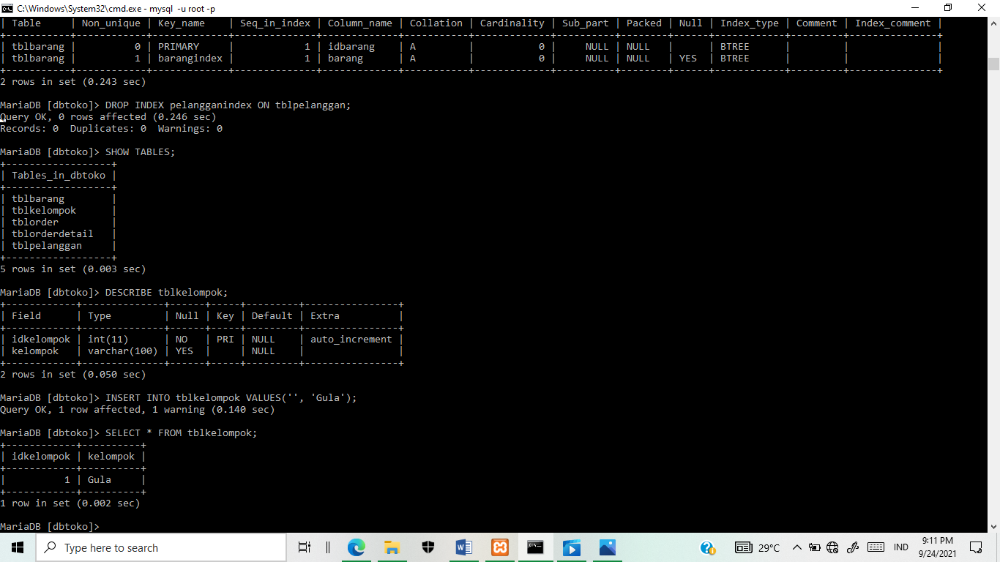 C:\Windows\System32\cmd.exe - mysql -u root -p
| Table | Non_unique | Key_name | Seq_in_index | Column_name | Collation | Cardinality | Sub_part | Packed | Null | Index_type | Comment | Index_comment |
+-----------+------------+-------------+--------------+-------------+-----------+-------------+----------+--------+------+------------+---------+---------------+
| tblbarang | 0 | PRIMARY | 1 | idbarang | A | 0 | NULL | NULL | | BTREE | | |
| tblbarang | 1 | barangindex | 1 | barang | A | 0 | NULL | NULL | YES | BTREE | | |
+-----------+------------+-------------+--------------+-------------+-----------+-------------+----------+--------+------+------------+---------+---------------+
2 rows in set (0.243 sec)
MariaDB [dbtoko]> DROP INDEX pelangganindex ON tblpelanggan;
Query OK, 0 rows affected (0.246 sec)
Records: 0 Duplicates: 0 Warnings: 0
MariaDB [dbtoko]> SHOW TABLES;
+------------------+
| Tables_in_dbtoko |
+------------------+
| tblbarang |
| tblkelompok |
| tblorder |
| tblorderdetail |
| tblpelanggan |
+------------------+
5 rows in set (0.003 sec)
MariaDB [dbtoko]> DESCRIBE tblkelompok;
+------------+--------------+------+-----+---------+----------------+
| Field | Type | Null | Key | Default | Extra |
+------------+--------------+------+-----+---------+----------------+
| idkelompok | int(11) | NO | PRI | NULL | auto_increment |
| kelompok | varchar(100) | YES | | NULL | |
+------------+--------------+------+-----+---------+----------------+
2 rows in set (0.050 sec)
MariaDB [dbtoko]> INSERT INTO tblkelompok VALUES('', 'Gula');
Query OK, 1 row affected, 1 warning (0.140 sec)
MariaDB [dbtoko]> SELECT * FROM tblkelompok;
+------------+----------+
| idkelompok | kelompok |
+------------+----------+
| 1 | Gula |
+------------+----------+
1 row in set (0.002 sec)
MariaDB [dbtoko]>
Type here to search
29°C
IND
9:11 PM
9/24/2021